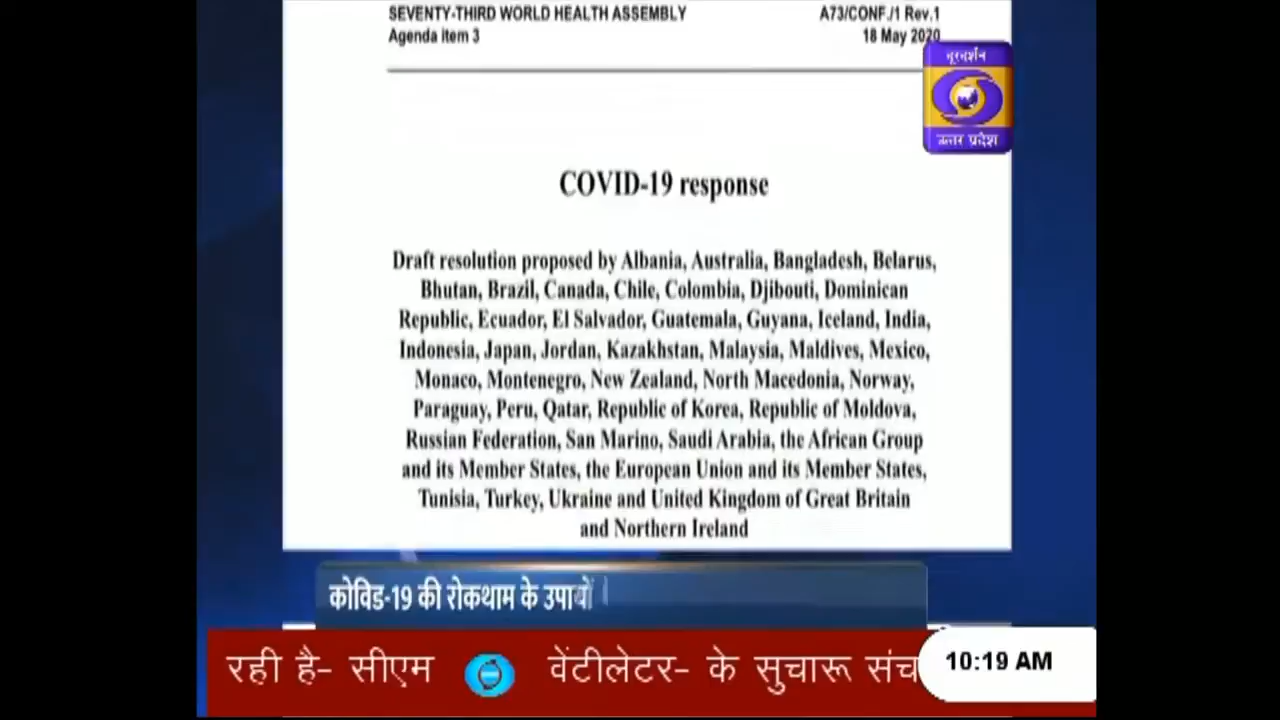 SEVENTY-THIRD WORLD HEALTH ASSEMBLY A73/CONF./1 Rev.1
Agenda item 3 18 May 2020
दूरदर्शन
उत्तर प्रदेश
COVID-19 response
Draft resolution proposed by Albania, Australia, Bangladesh, Belarus,
Bhutan, Brazil, Canada, Chile, Colombia, Djibouti, Dominican
Republic, Ecuador, El Salvador, Guatemala, Guyana, Iceland, India,
Indonesia, Japan, Jordan, Kazakhstan, Malaysia, Maldives, Mexico,
Monaco, Montenegro, New Zealand, North Macedonia, Norway,
Paraguay, Peru, Qatar, Republic of Korea, Republic of Moldova,
Russian Federation, San Marino, Saudi Arabia, the African Group
and its Member States, the European Union and its Member States,
Tunisia, Turkey, Ukraine and United Kingdom of Great Britain
and Northern Ireland
कोविड-19 की रोकथाम के उपायों
रही है- सीएम वेंटीलेटर- के सुचारू संच
10:19 AM